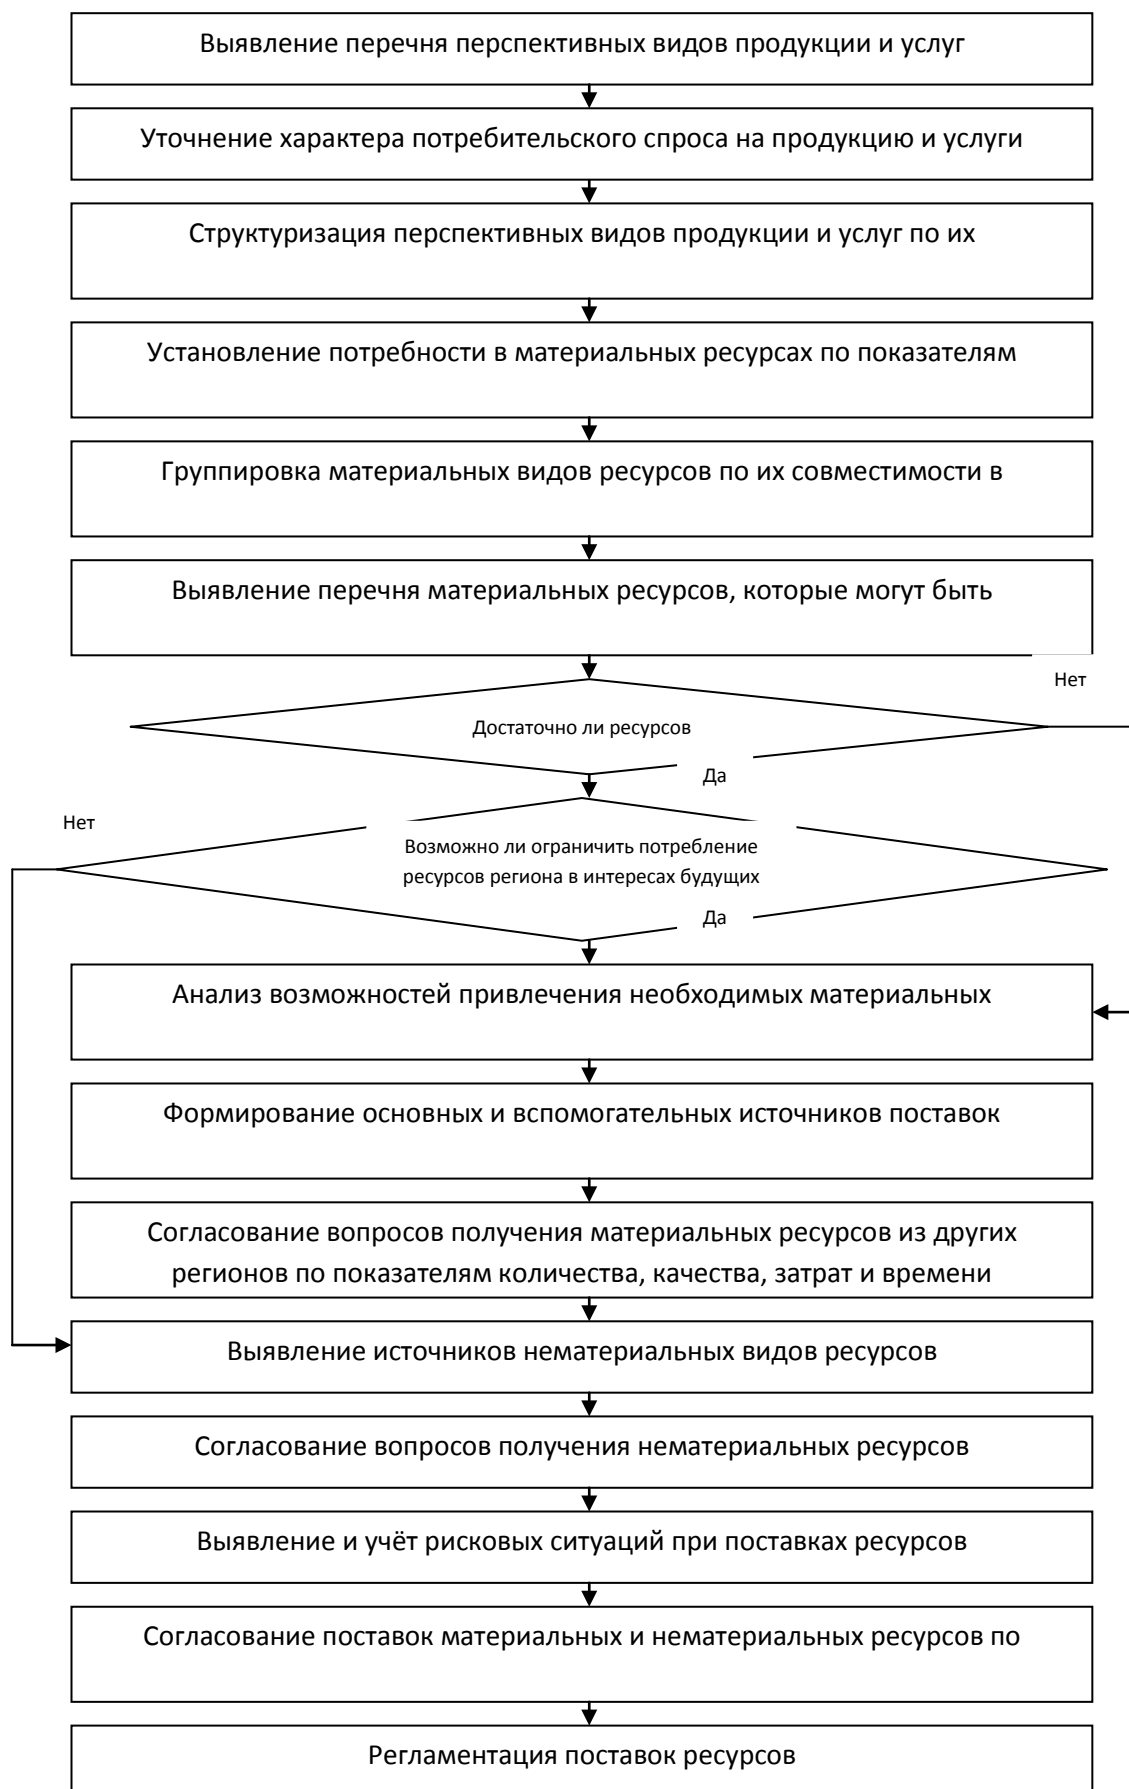 Выявление перечня перспективных видов продукции и услуг
Уточнение характера потребительского спроса на продукцию и услуги
Структуризация перспективных видов продукции и услуг по их
Установление потребности в материальных ресурсах по показателям
Группировка материальных видов ресурсов по их совместимости в
Выявление перечня материальных ресурсов, которые могут быть
Нет
Достаточно ли ресурсов
Да
Нет
Возможно ли ограничить потребление
ресурсов региона в интересах будущих
Да
Анализ возможностей привлечения необходимых материальных
Формирование основных и вспомогательных источников поставок
Согласование вопросов получения материальных ресурсов из других
регионов по показателям количества, качества, затрат и времени
Выявление источников нематериальных видов ресурсов
Согласование вопросов получения нематериальных ресурсов
Выявление и учёт рисковых ситуаций при поставках ресурсов
Согласование поставок материальных и нематериальных ресурсов по
Регламентация поставок ресурсов